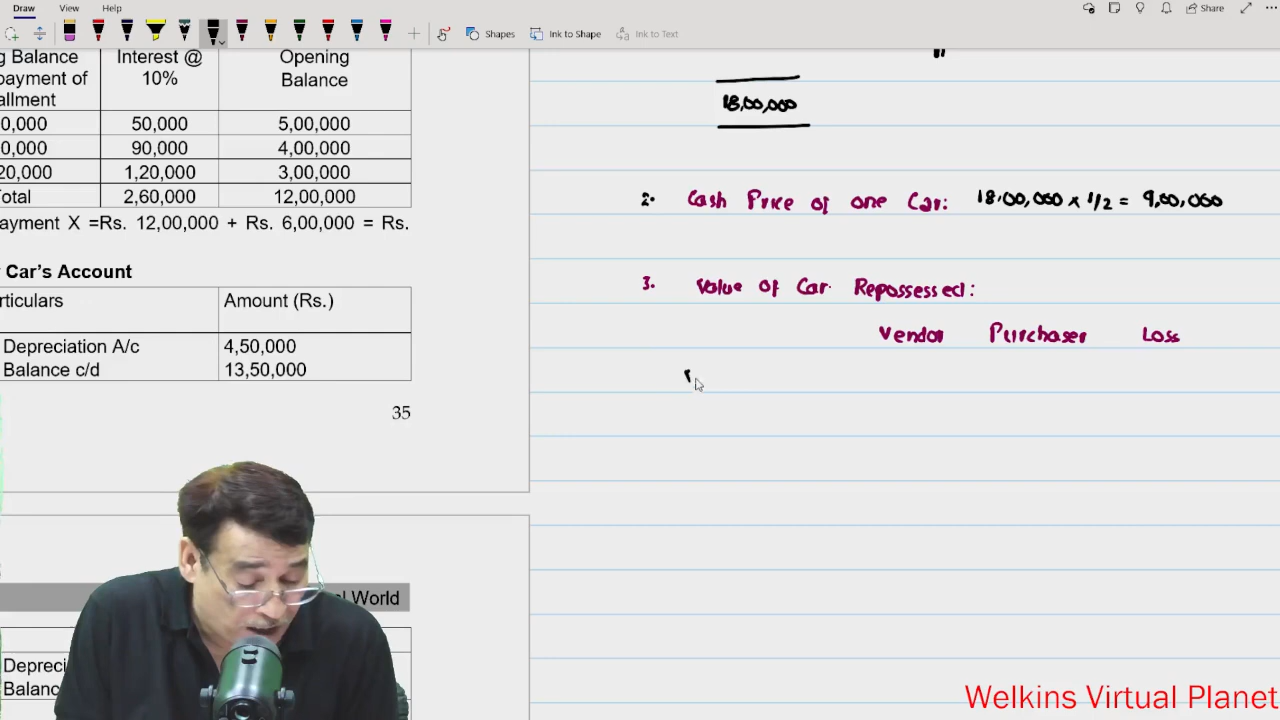 Draw View Help Share
Shapes Ink to Shape Ink to Text
g Balance Interest @ Opening
payment of 10% Balance
allment
0,000 50,000 5,00,000
0,000 90,000 4,00,000
20,000 1,20,000 3,00,000
otal 2,60,000 12,00,000
ayment X =Rs. 12,00,000 + Rs. 6,00,000 = Rs.
Car's Account
rticulars Amount (Rs.)
Depreciation A/c 4,50,000
Balance c/d 13,50,000
35
l World
Depreci
Balanc
18,00,000
2. Cash Price of one Car: 18,00,000 x 1/2 = 9,00,000
3. Value of Car Repossessed:
Vendor Purchaser Loss
Welkins Virtual Planet